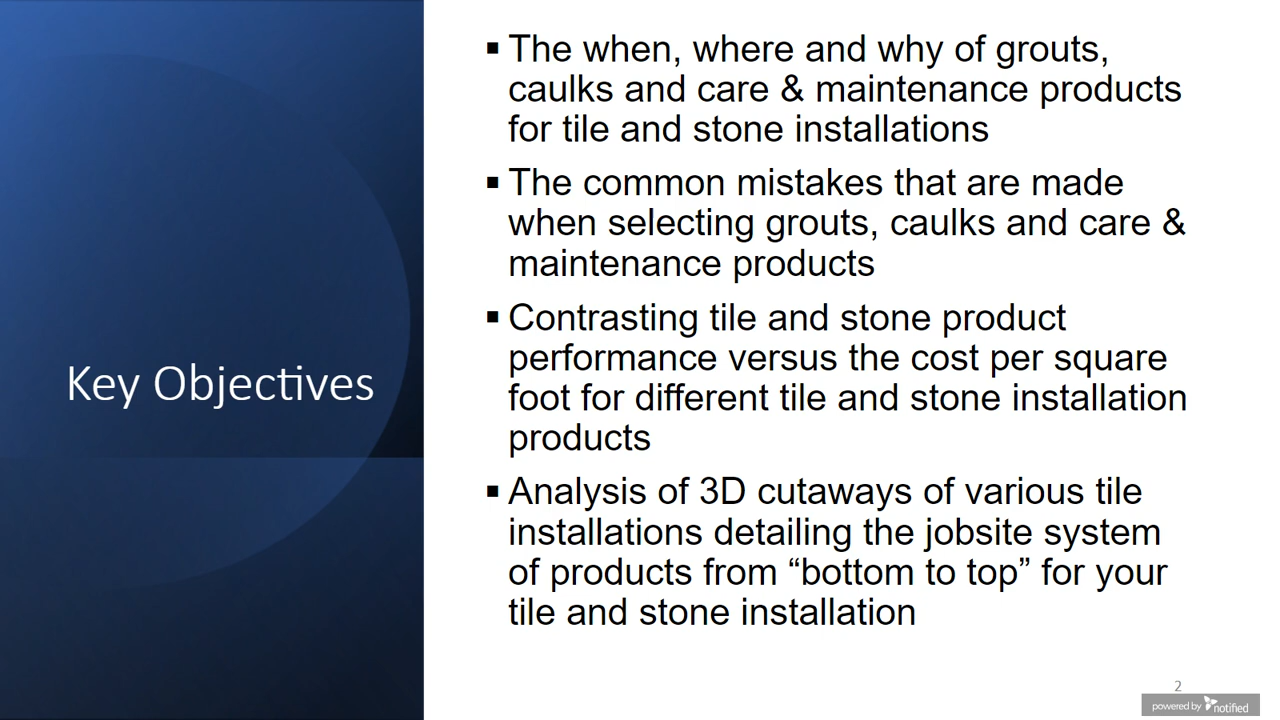 Key Objectives
▪ The when, where and why of grouts,
caulks and care & maintenance products
for tile and stone installations
▪ The common mistakes that are made
when selecting grouts, caulks and care &
maintenance products
▪ Contrasting tile and stone product
performance versus the cost per square
foot for different tile and stone installation
products
▪ Analysis of 3D cutaways of various tile
installations detailing the jobsite system
of products from “bottom to top” for your
tile and stone installation
2
powered by notified